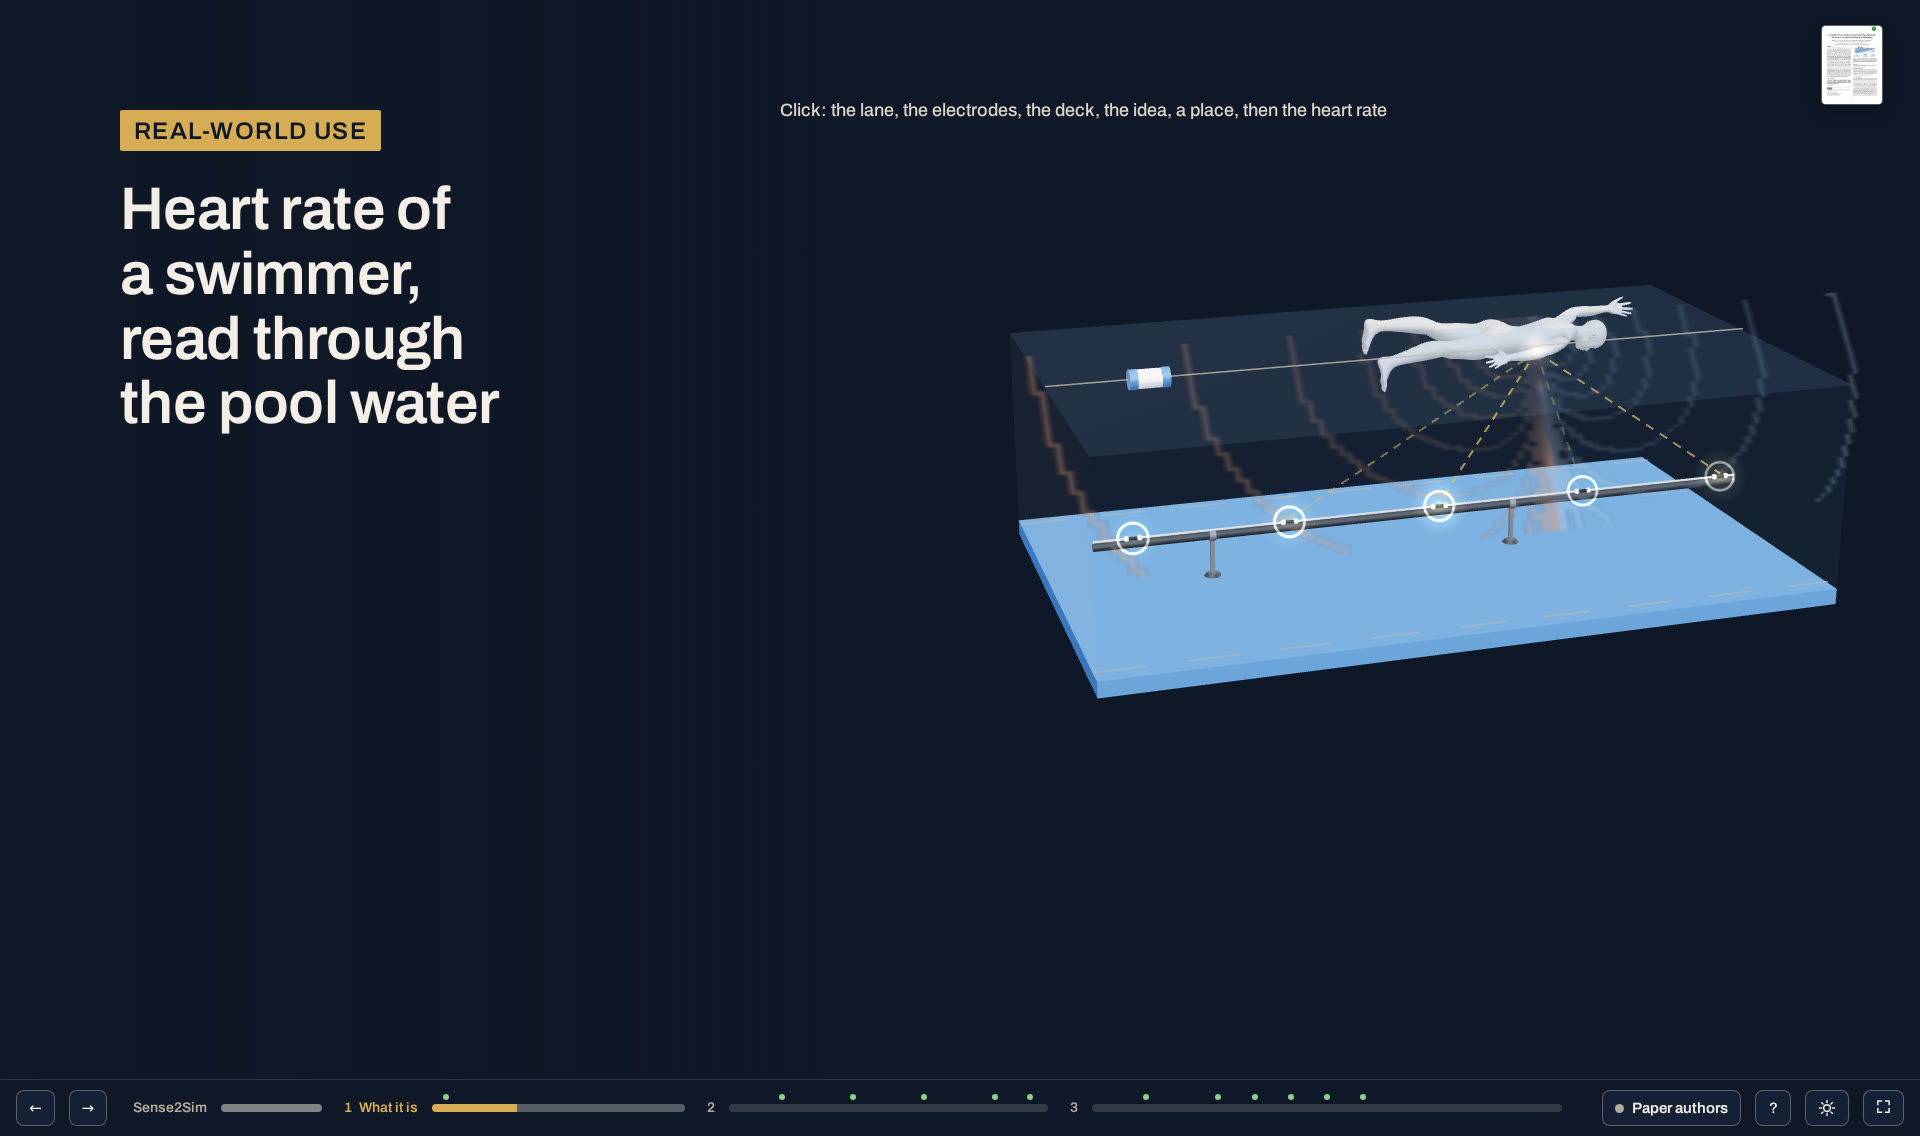 Click: the lane, the electrodes, the deck, the idea, a place, then the heart rate
REAL-WORLD USE
Heart rate of
a swimmer,
read through
the pool water
← → Sense2Sim 1 What it is 2 3 Paper authors ?